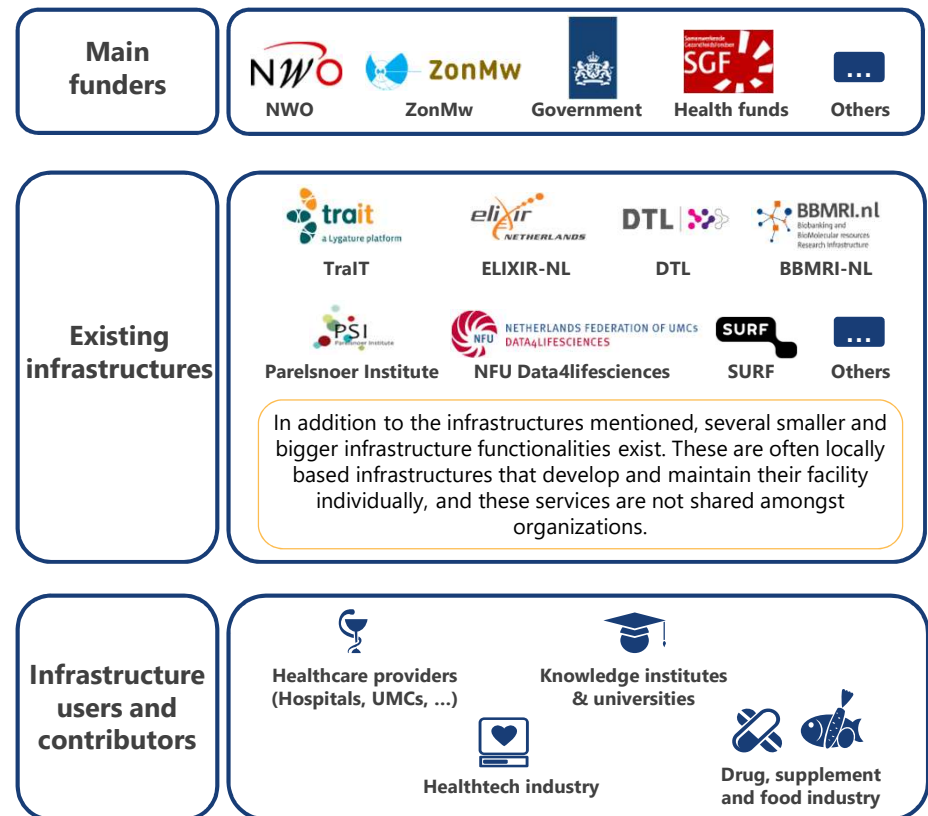 Main
funders
NWO
ZonMw
Samenwerkende
GezondheidsFondsen
SGF
...
NWO
ZonMw
Government
Health funds
Others
Existing
infrastructures
trait
a Lygature platform
elixir
NETHERLANDS
DTL
BBMRI.nl
Biobanking and
BioMolecular resources
Research Infrastructure
TraIT
ELIXIR-NL
DTL
BBMRI-NL
PSI
Parelsnoer Institute
NFU
NETHERLANDS FEDERATION OF UMCs
DATA4LIFESCIENCES
SURF
...
Parelsnoer Institute
NFU Data4lifesciences
SURF
Others
In addition to the infrastructures mentioned, several smaller and
bigger infrastructure functionalities exist. These are often locally
based infrastructures that develop and maintain their facility
individually, and these services are not shared amongst
organizations.
Infrastructure
users and
contributors
Healthcare providers
(Hospitals, UMCs, ...)
Knowledge institutes
& universities
Healthtech industry
Drug, supplement
and food industry